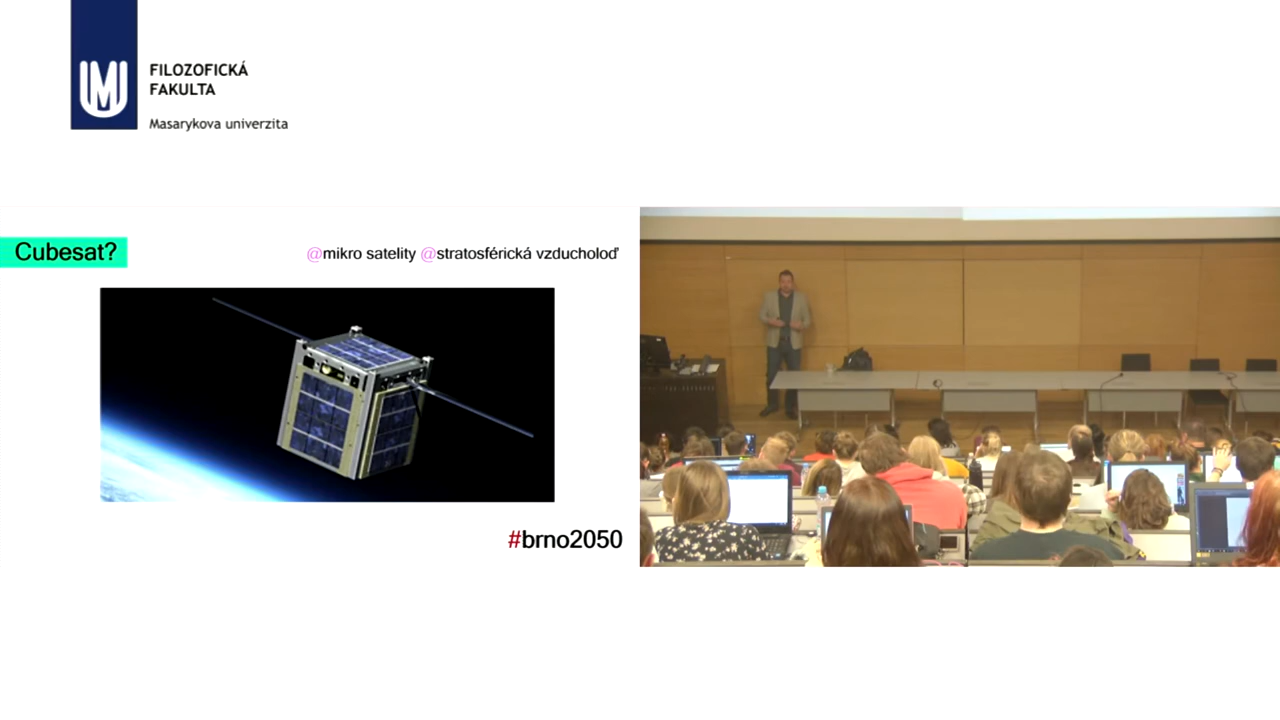 FILOZOFICKÁ
FAKULTA
Masarykova univerzita
Cubesat?
@mikro satelity @stratosférická vzducholoď
#brno2050